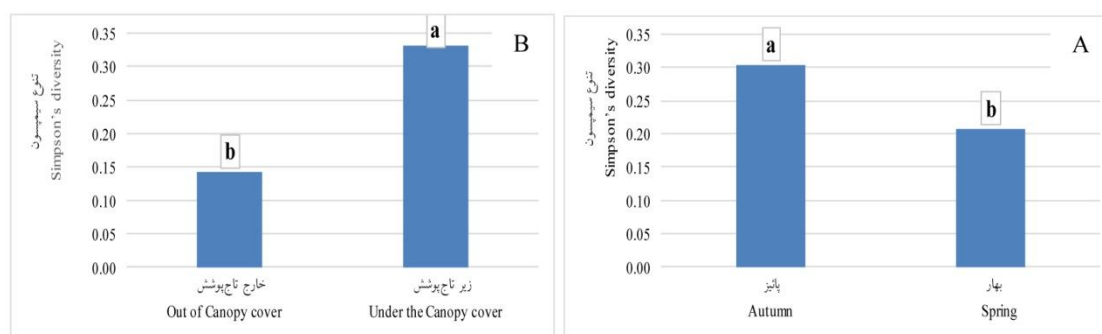 B
تنوع سیمپسون
Simpson's diversity
0.35
0.30
0.25
0.20
0.15
0.10
0.05
0.00
b
a
خارج تاج‌پوشش
زیر تاج‌پوشش
Out of Canopy cover
Under the Canopy cover
A
تنوع سیمپسون
Simpson's diversity
0.35
0.30
0.25
0.20
0.15
0.10
0.05
0.00
a
b
پائیز
بهار
Autumn
Spring